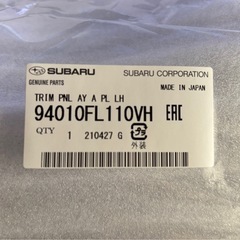 SUBARU
SUBARU CORPORATION
GENUINE PARTS
MADE IN JAPAN
TRIM PNL AY A PL LH
94010FL110VH EAC
QTY 1 210427 G
外装